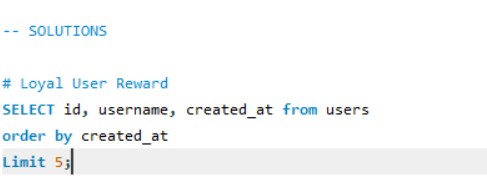 -- SOLUTIONS
# Loyal User Reward
SELECT id, username, created_at from users
order by created_at
Limit 5;